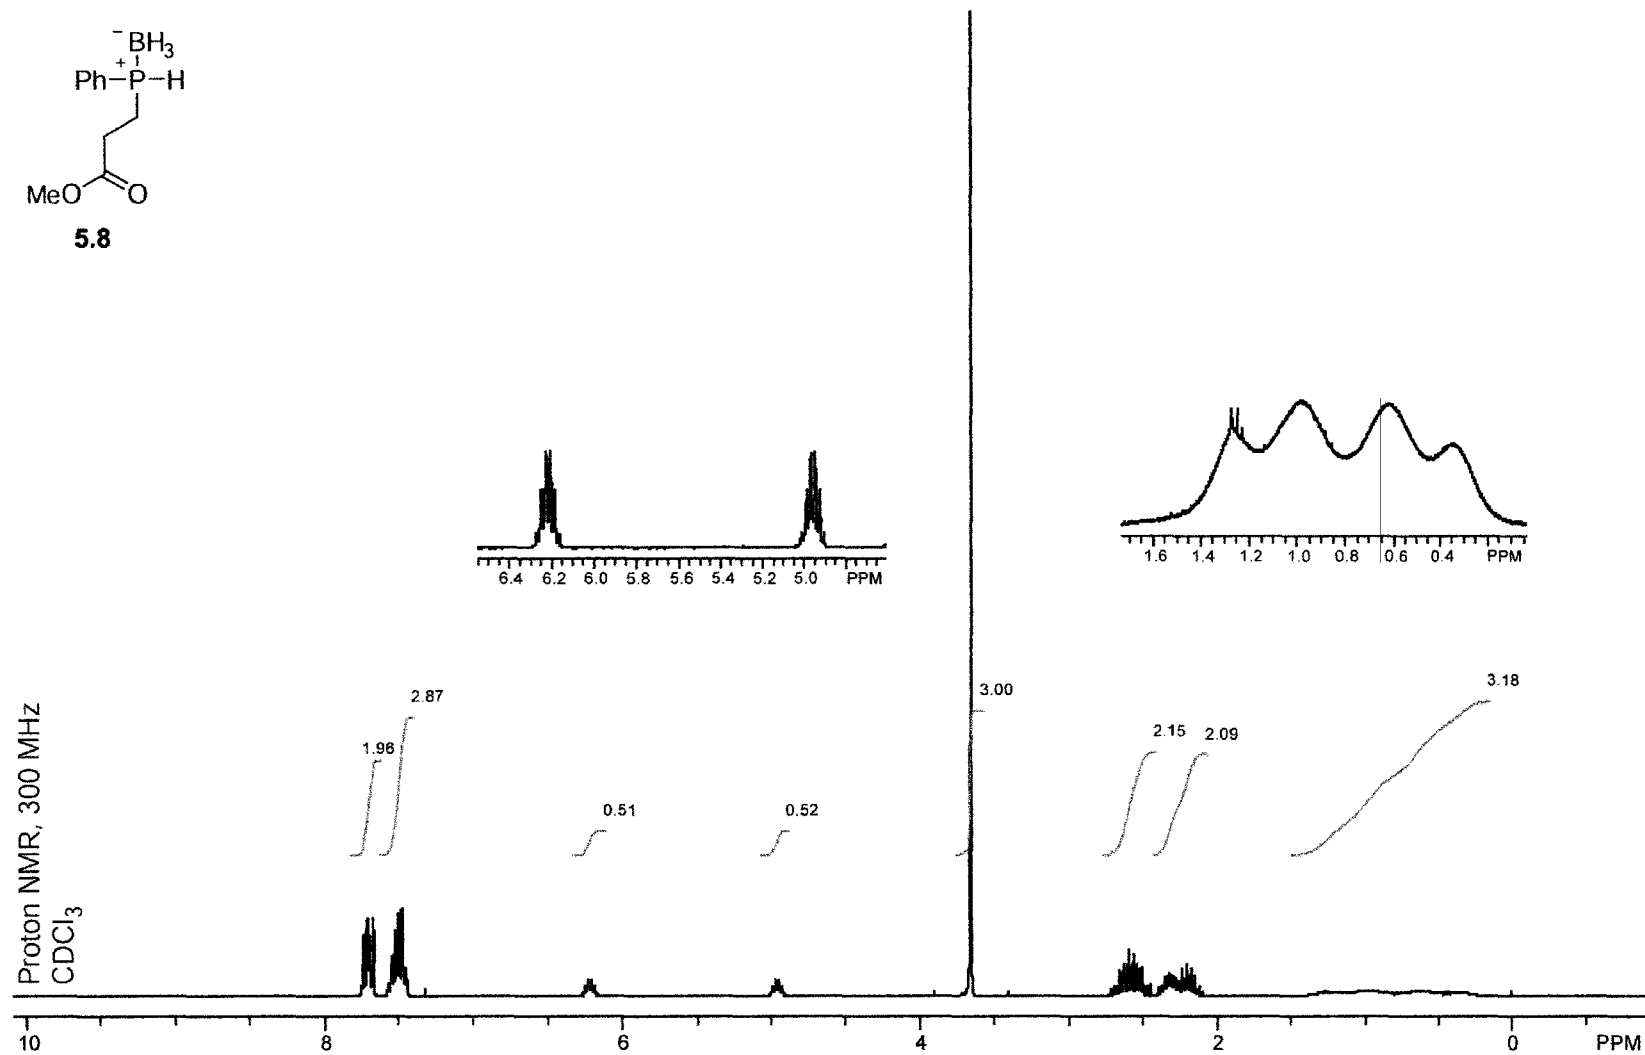 ⁻BH₃
Ph–P⁺–H
MeO O
5.8
6.4 6.2 6.0 5.8 5.6 5.4 5.2 5.0 PPM
1.6 1.4 1.2 1.0 0.8 0.6 0.4 PPM
1.96
2.87
0.51
0.52
3.00
2.15
2.09
3.18
Proton NMR, 300 MHz
CDCl₃
10 8 6 4 2 0 PPM